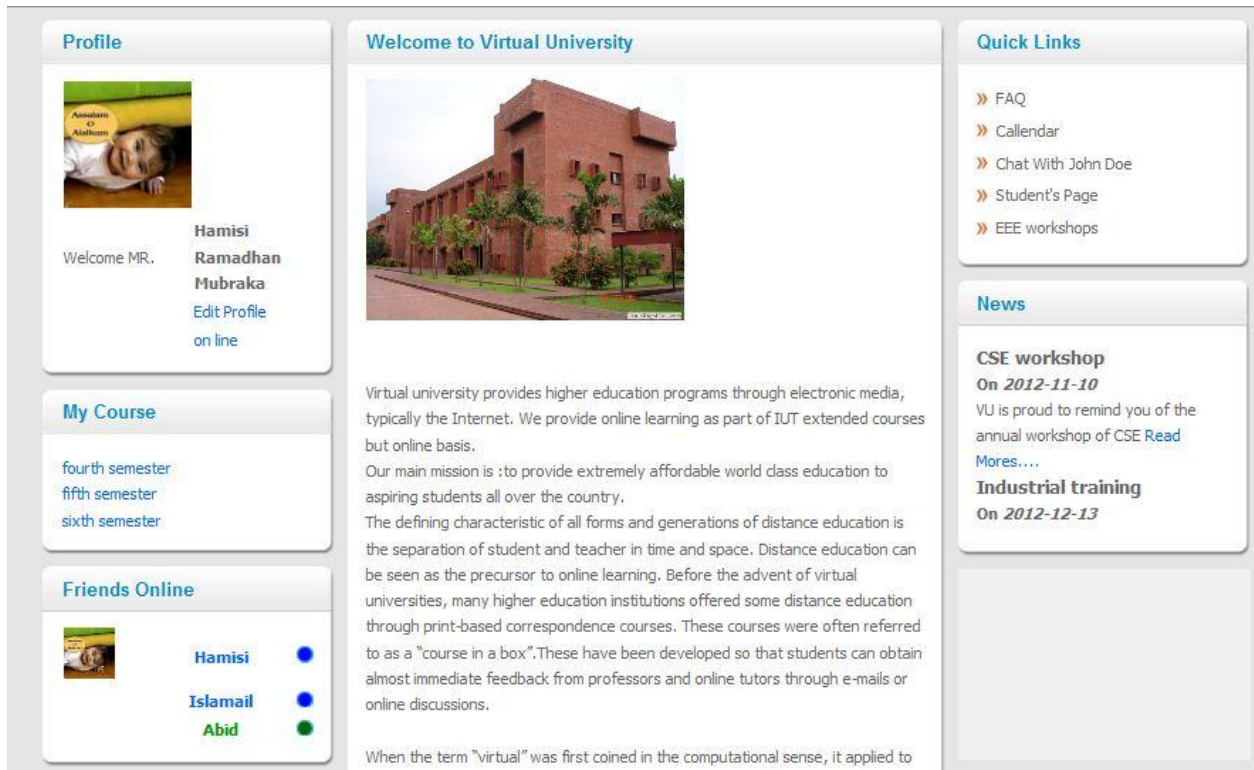 Profile
Assalam
O
Alaikum
Welcome MR.
Hamisi
Ramadhan
Mubraka
Edit Profile
on line
My Course
fourth semester
fifth semester
sixth semester
Friends Online
Hamisi
Islamail
Abid
Welcome to Virtual University
Virtual university provides higher education programs through electronic media,
typically the Internet. We provide online learning as part of IUT extended courses
but online basis.
Our main mission is :to provide extremely affordable world class education to
aspiring students all over the country.
The defining characteristic of all forms and generations of distance education is
the separation of student and teacher in time and space. Distance education can
be seen as the precursor to online learning. Before the advent of virtual
universities, many higher education institutions offered some distance education
through print-based correspondence courses. These courses were often referred
to as a “course in a box”.These have been developed so that students can obtain
almost immediate feedback from professors and online tutors through e-mails or
online discussions.
When the term “virtual” was first coined in the computational sense, it applied to
Quick Links
» FAQ
» Callendar
» Chat With John Doe
» Student's Page
» EEE workshops
News
CSE workshop
On 2012-11-10
VU is proud to remind you of the
annual workshop of CSE Read
Mores....
Industrial training
On 2012-12-13